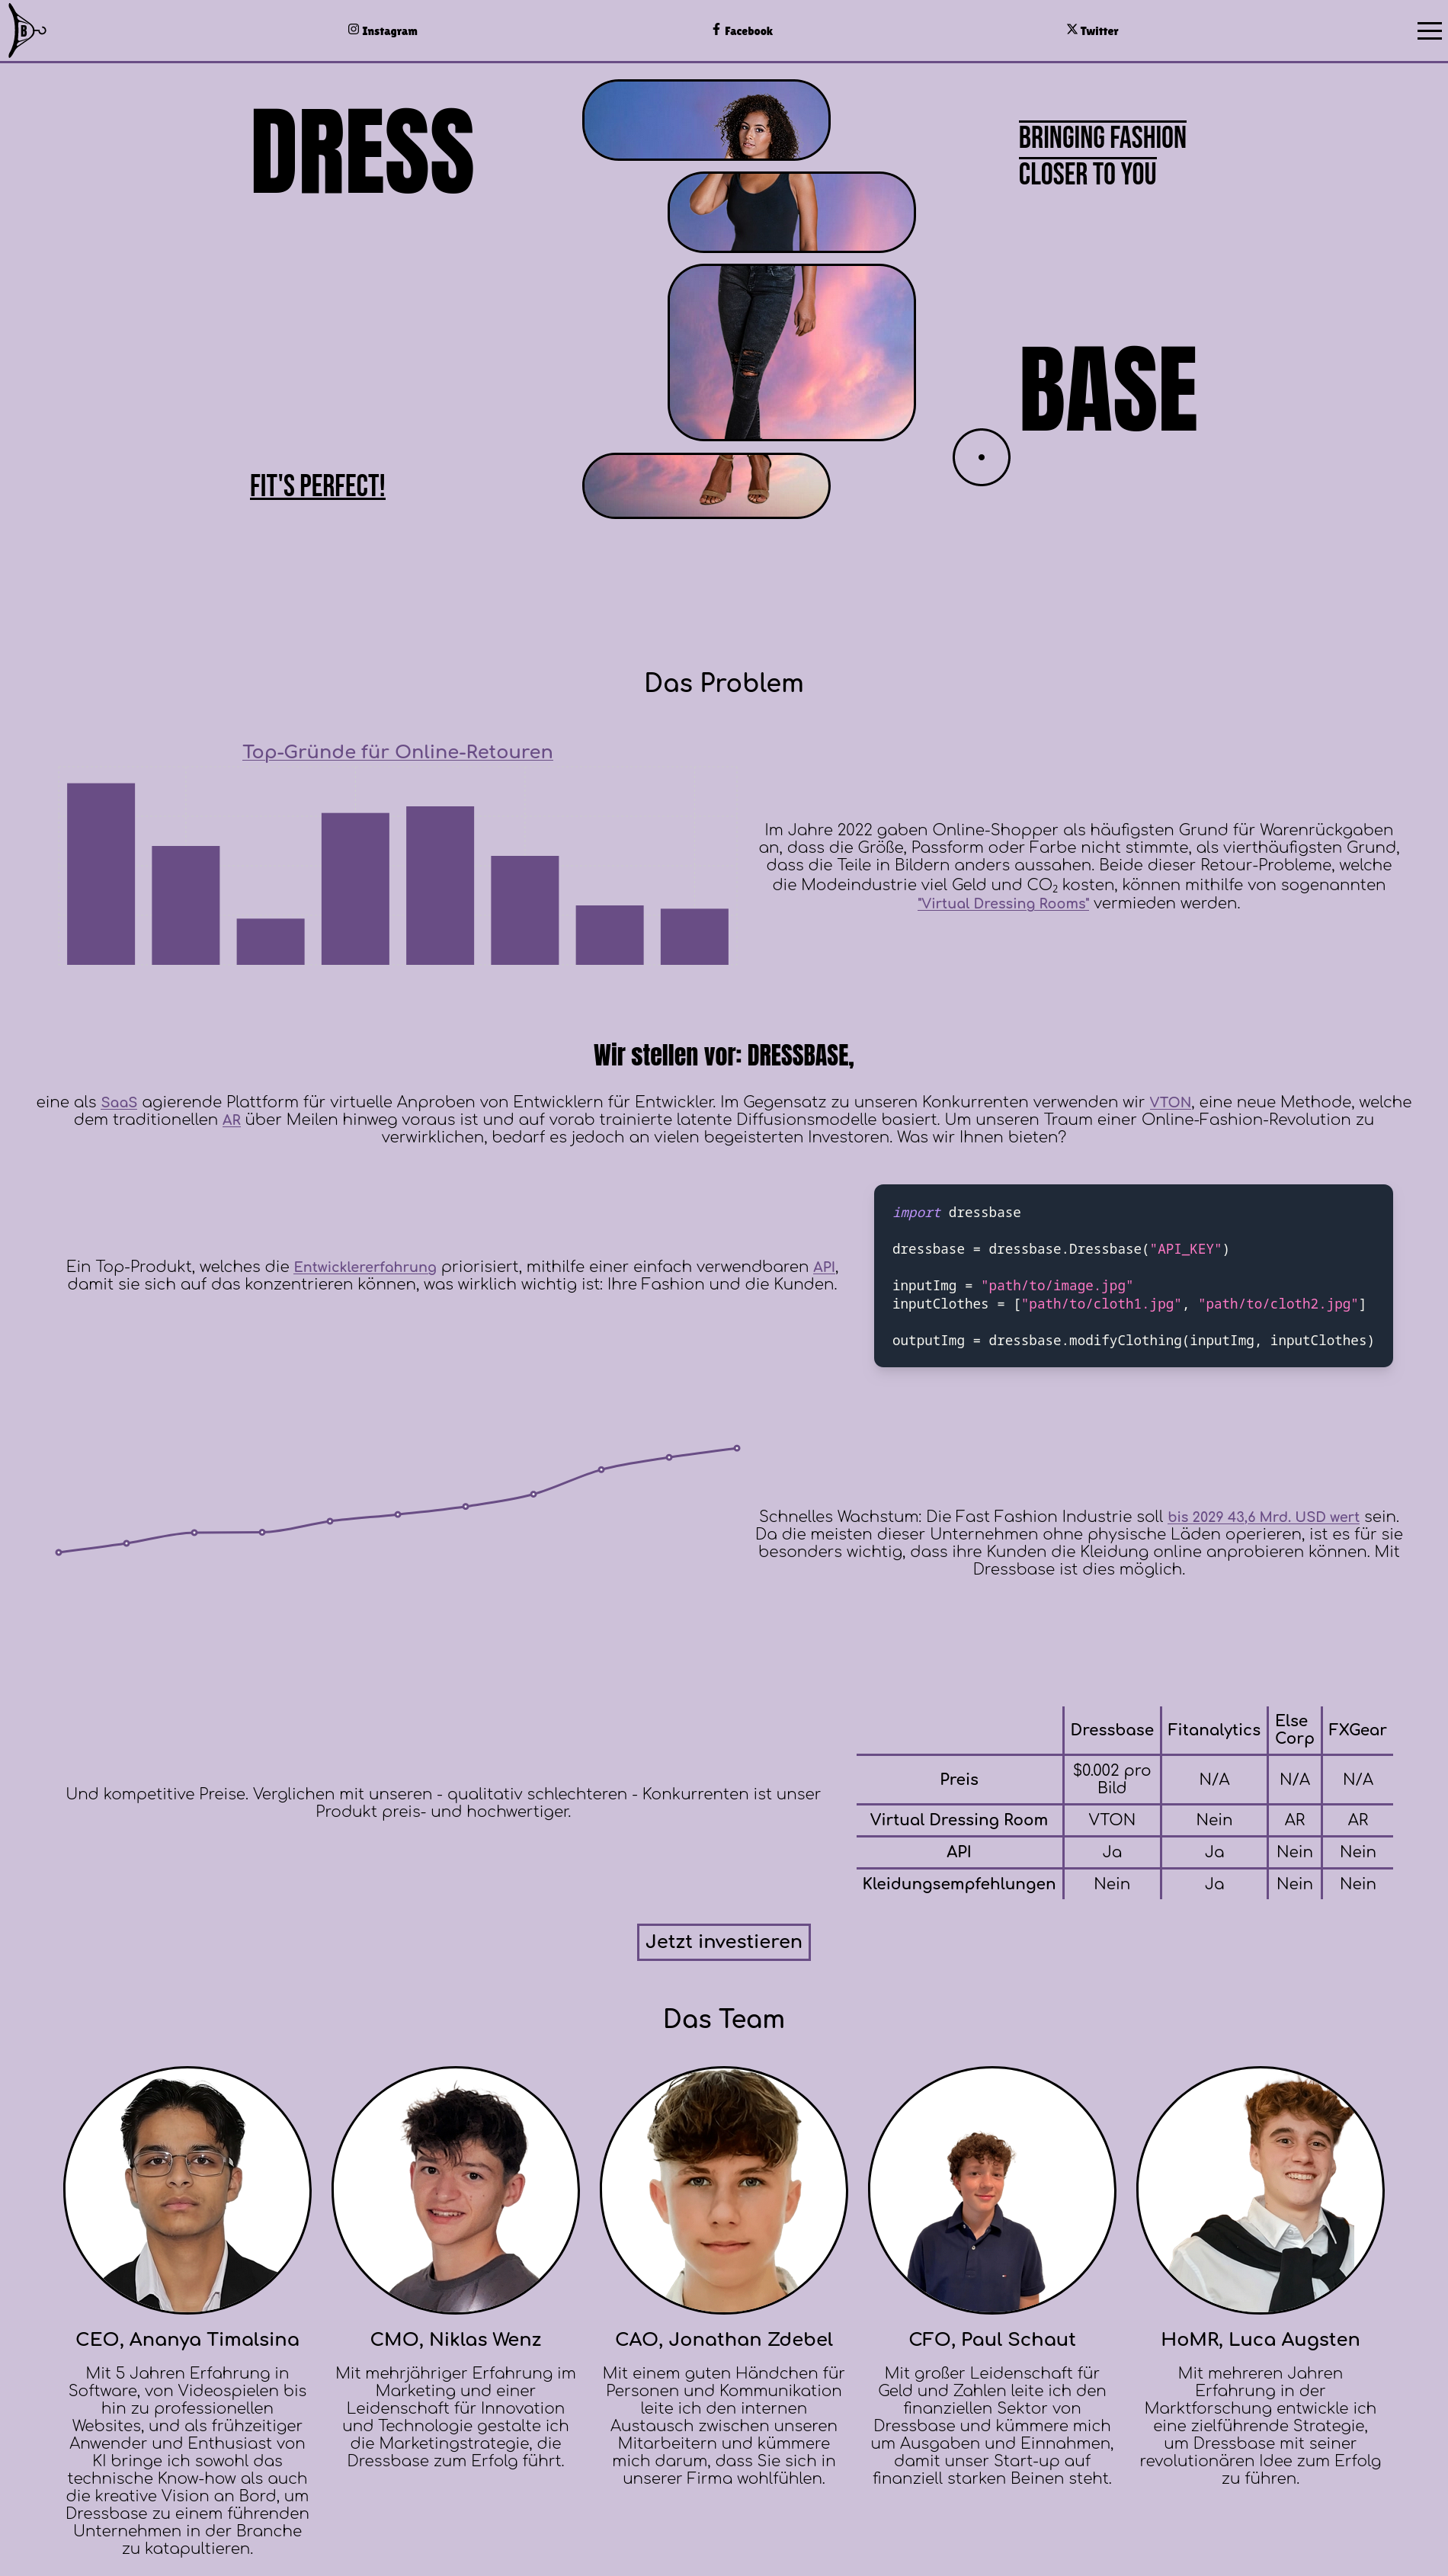 B
Instagram
Facebook
Twitter
DRESS
BRINGING FASHION
CLOSER TO YOU
BASE
FIT'S PERFECT!
Das Problem
Top-Gründe für Online-Retouren
Im Jahre 2022 gaben Online-Shopper als häufigsten Grund für Warenrückgaben
an, dass die Größe, Passform oder Farbe nicht stimmte, als vierthäufigsten Grund,
dass die Teile in Bildern anders aussahen. Beide dieser Retour-Probleme, welche
die Modeindustrie viel Geld und CO₂ kosten, können mithilfe von sogenannten
"Virtual Dressing Rooms" vermieden werden.
Wir stellen vor: DRESSBASE,
eine als SaaS agierende Plattform für virtuelle Anproben von Entwicklern für Entwickler. Im Gegensatz zu unseren Konkurrenten verwenden wir VTON, eine neue Methode, welche
dem traditionellen AR über Meilen hinweg voraus ist und auf vorab trainierte latente Diffusionsmodelle basiert. Um unseren Traum einer Online-Fashion-Revolution zu
verwirklichen, bedarf es jedoch an vielen begeisterten Investoren. Was wir Ihnen bieten?
Ein Top-Produkt, welches die Entwicklererfahrung priorisiert, mithilfe einer einfach verwendbaren API,
damit sie sich auf das konzentrieren können, was wirklich wichtig ist: Ihre Fashion und die Kunden.
import dressbase
dressbase = dressbase.Dressbase("API_KEY")
inputImg = "path/to/image.jpg"
inputClothes = ["path/to/cloth1.jpg", "path/to/cloth2.jpg"]
outputImg = dressbase.modifyClothing(inputImg, inputClothes)
Schnelles Wachstum: Die Fast Fashion Industrie soll bis 2029 43,6 Mrd. USD wert sein.
Da die meisten dieser Unternehmen ohne physische Läden operieren, ist es für sie
besonders wichtig, dass ihre Kunden die Kleidung online anprobieren können. Mit
Dressbase ist dies möglich.
Und kompetitive Preise. Verglichen mit unseren - qualitativ schlechteren - Konkurrenten ist unser
Produkt preis- und hochwertiger.
Dressbase Fitanalytics Else Corp FXGear
Preis $0.002 pro Bild N/A N/A N/A
Virtual Dressing Room VTON Nein AR AR
API Ja Ja Nein Nein
Kleidungsempfehlungen Nein Ja Nein Nein
Jetzt investieren
Das Team
CEO, Ananya Timalsina
Mit 5 Jahren Erfahrung in
Software, von Videospielen bis
hin zu professionellen
Websites, und als frühzeitiger
Anwender und Enthusiast von
KI bringe ich sowohl das
technische Know-how als auch
die kreative Vision an Bord, um
Dressbase zu einem führenden
Unternehmen in der Branche
zu katapultieren.
CMO, Niklas Wenz
Mit mehrjähriger Erfahrung im
Marketing und einer
Leidenschaft für Innovation
und Technologie gestalte ich
die Marketingstrategie, die
Dressbase zum Erfolg führt.
CAO, Jonathan Zdebel
Mit einem guten Händchen für
Personen und Kommunikation
leite ich den internen
Austausch zwischen unseren
Mitarbeitern und kümmere
mich darum, dass Sie sich in
unserer Firma wohlfühlen.
CFO, Paul Schaut
Mit großer Leidenschaft für
Geld und Zahlen leite ich den
finanziellen Sektor von
Dressbase und kümmere mich
um Ausgaben und Einnahmen,
damit unser Start-up auf
finanziell starken Beinen steht.
HoMR, Luca Augsten
Mit mehreren Jahren
Erfahrung in der
Marktforschung entwickle ich
eine zielführende Strategie,
um Dressbase mit seiner
revolutionären Idee zum Erfolg
zu führen.